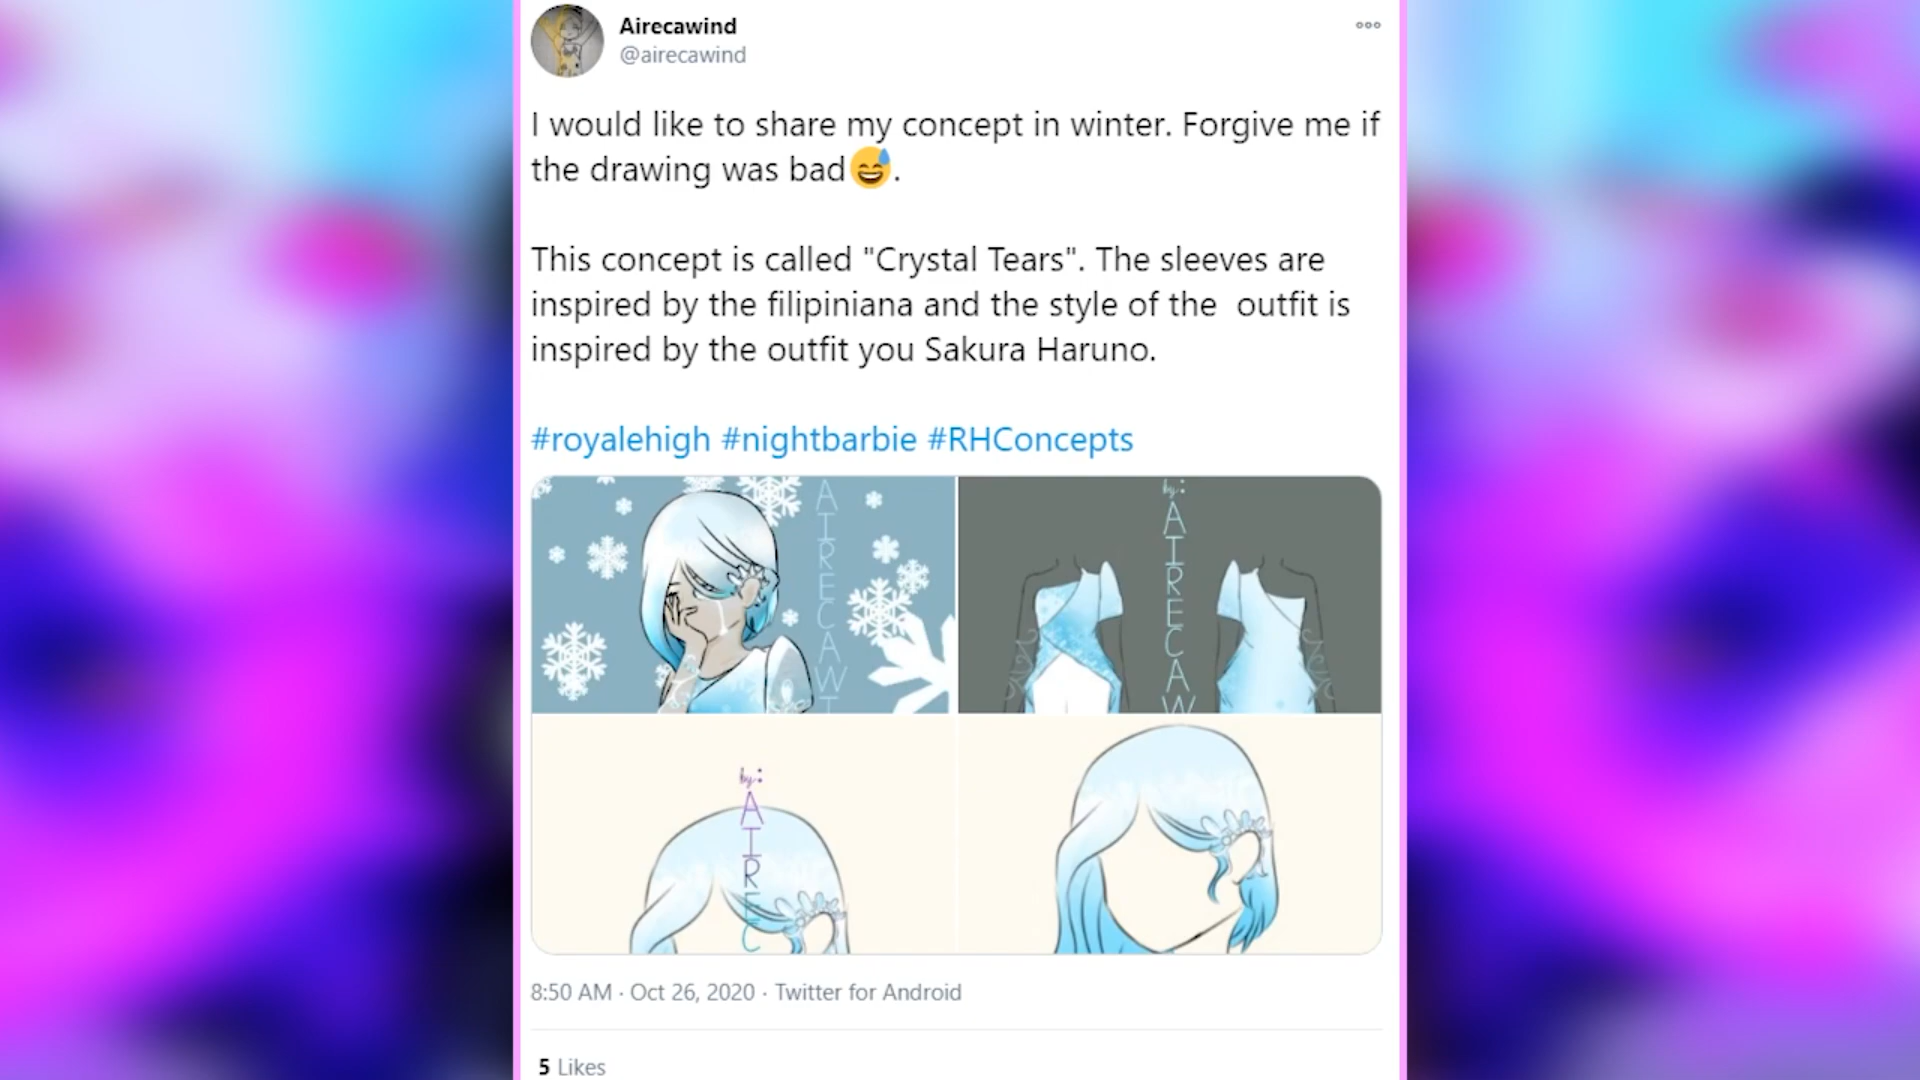 Airecawind
@airecawind
I would like to share my concept in winter. Forgive me if
the drawing was bad😅.
This concept is called "Crystal Tears". The sleeves are
inspired by the filipiniana and the style of the  outfit is
inspired by the outfit you Sakura Haruno.
#royalehigh #nightbarbie #RHConcepts
AIRECAWI
by:
AIRECAW
by:
AIREC
8:50 AM · Oct 26, 2020 · Twitter for Android
5 Likes